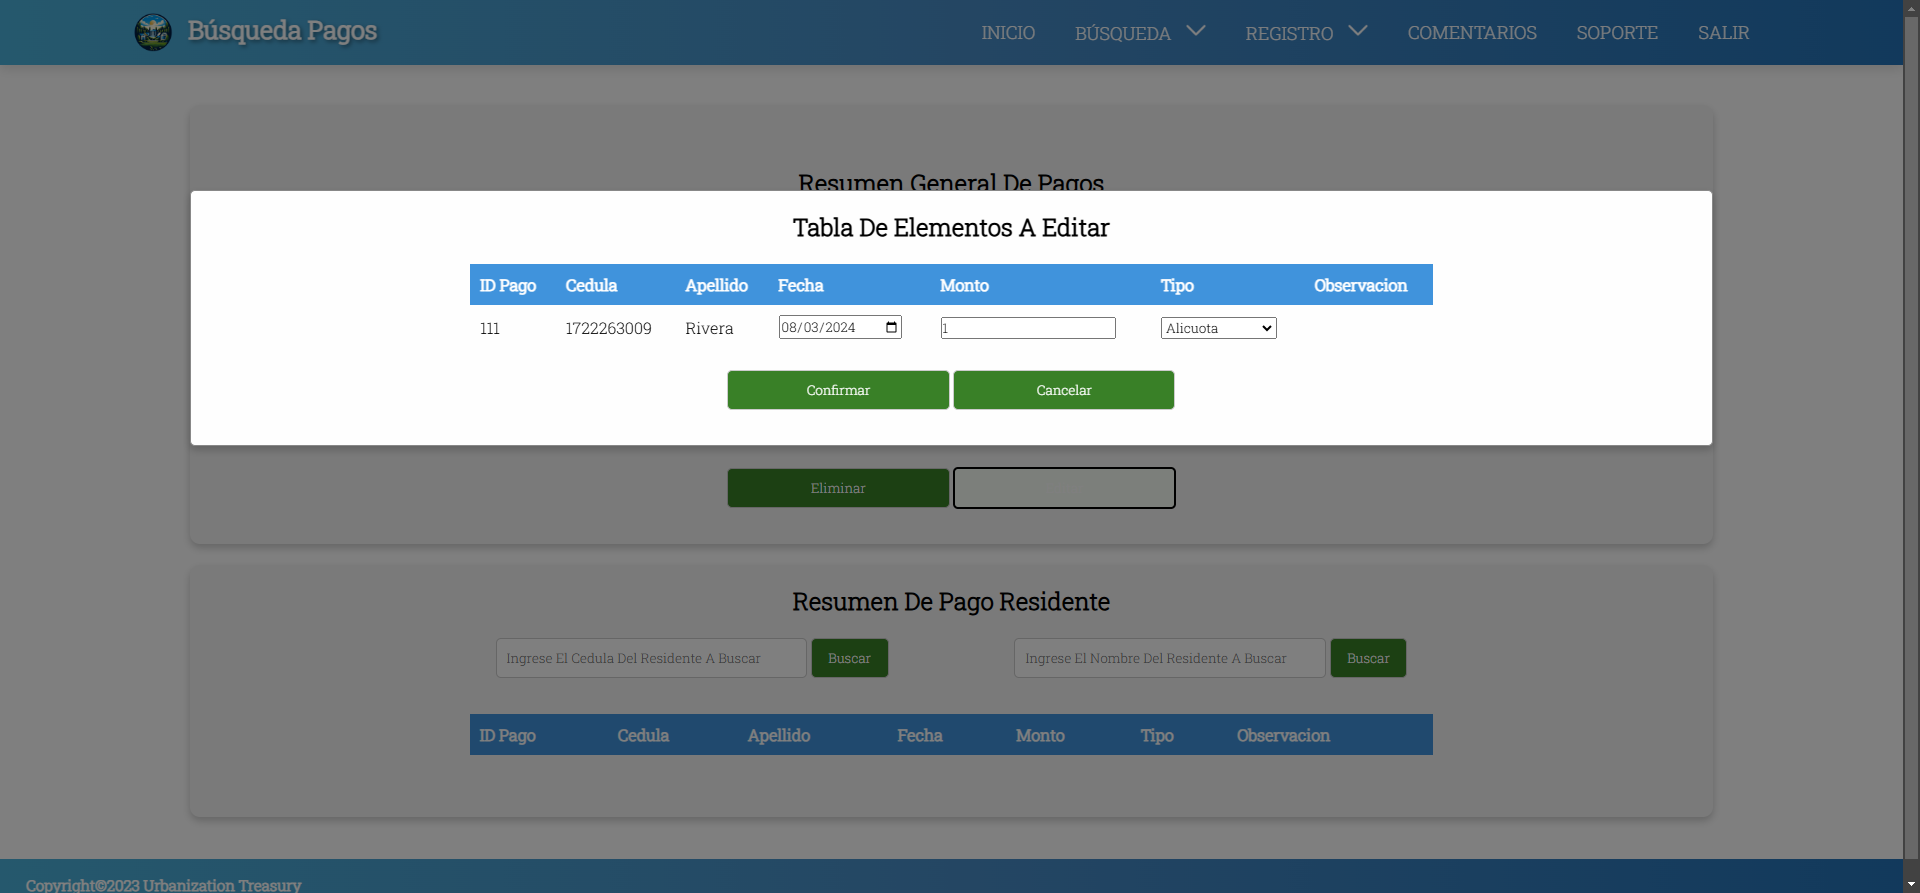 Búsqueda Pagos
INICIO BÚSQUEDA REGISTRO COMENTARIOS SOPORTE SALIR
Resumen General De Pagos
Tabla De Elementos A Editar
ID Pago Cedula Apellido Fecha Monto Tipo Observacion
111 1722263009 Rivera 08/03/2024 1 Alicuota
Confirmar Cancelar
Eliminar
Resumen De Pago Residente
Ingrese El Cedula Del Residente A Buscar Buscar Ingrese El Nombre Del Residente A Buscar Buscar
ID Pago Cedula Apellido Fecha Monto Tipo Observacion
Copyright©2023 Urbanization Treasury